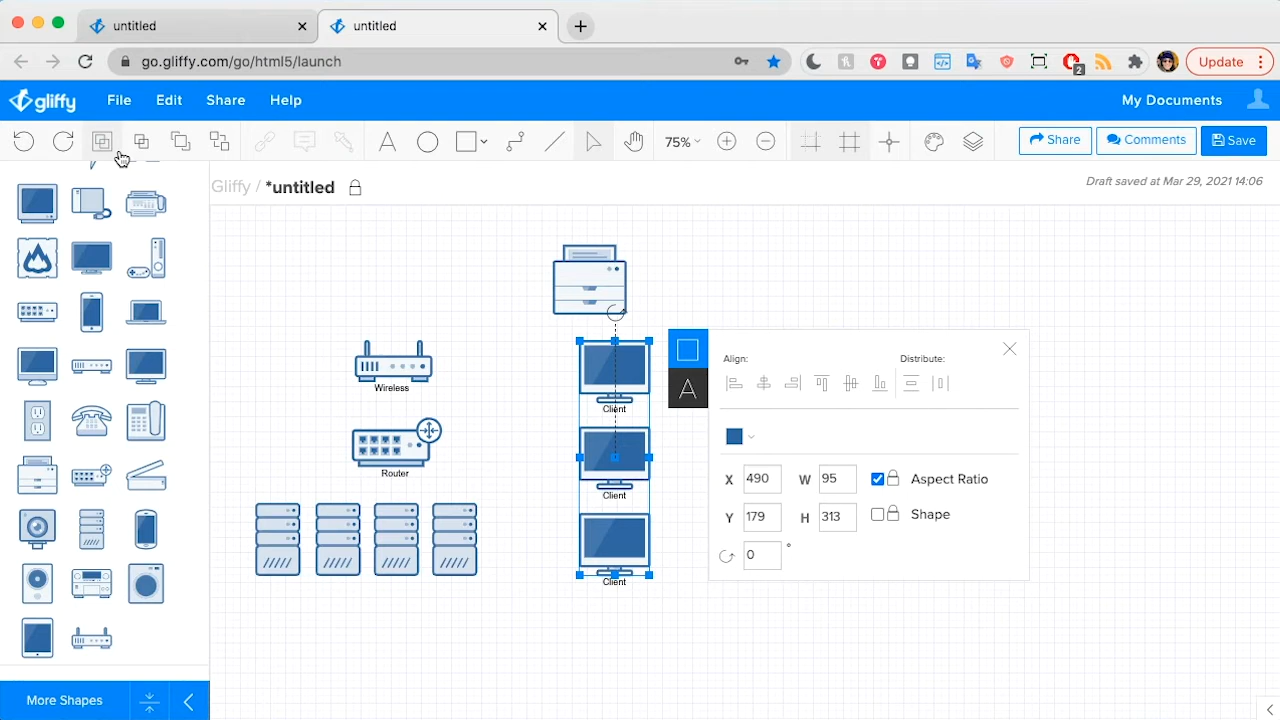 untitled
untitled
go.gliffy.com/go/html5/launch
2
Update
gliffy
File
Edit
Share
Help
My Documents
75%
Share
Comments
Save
Gliffy / *untitled
Draft saved at Mar 29, 2021 14:06
Wireless
Router
Client
Client
Client
Align:
Distribute:
A
X 490 W 95 Aspect Ratio
Y 179 H 313 Shape
0 °
More Shapes